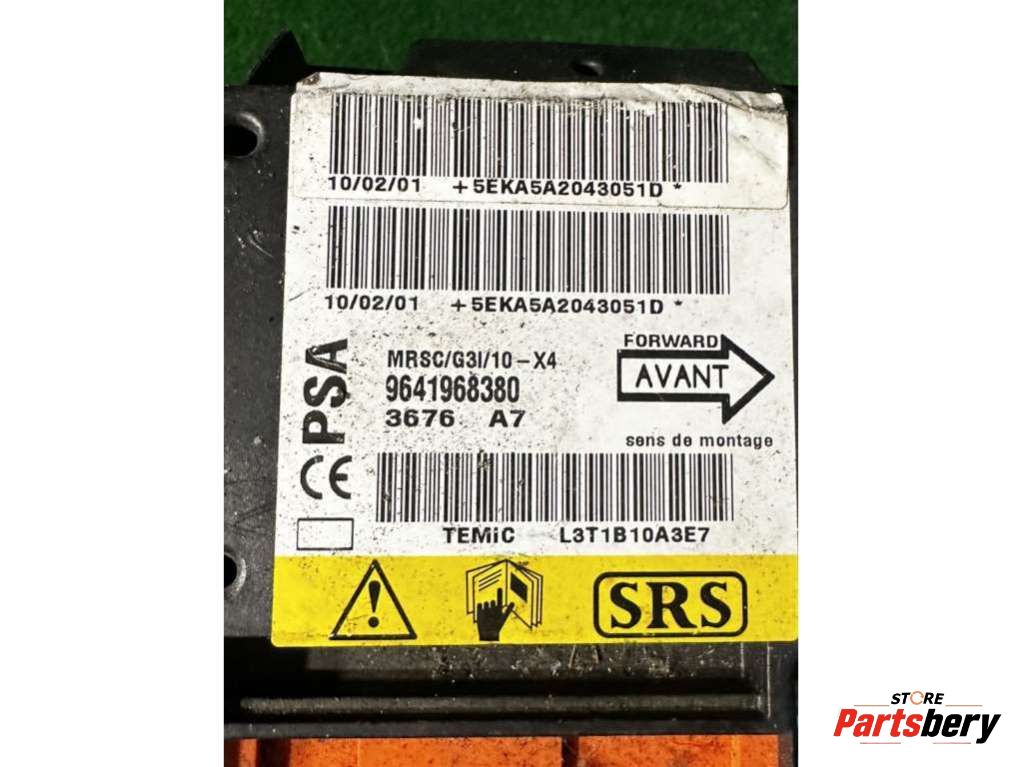 10/02/01 +5EKA5A2043051D*
10/02/01 +5EKA5A2043051D*
PSA
MRSC/G3I/10-X4
9641968380
3676 A7
FORWARD
AVANT
sens de montage
CE
TEMiC L3T1B10A3E7
SRS
STORE
Partsbery